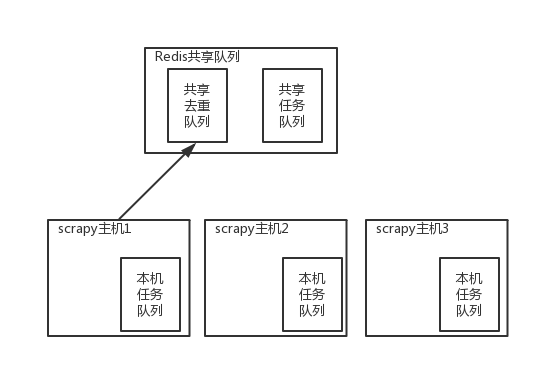 Redis共享队列
共享
去重
队列
共享
任务
队列
scrapy主机1
本机
任务
队列
scrapy主机2
本机
任务
队列
scrapy主机3
本机
任务
队列